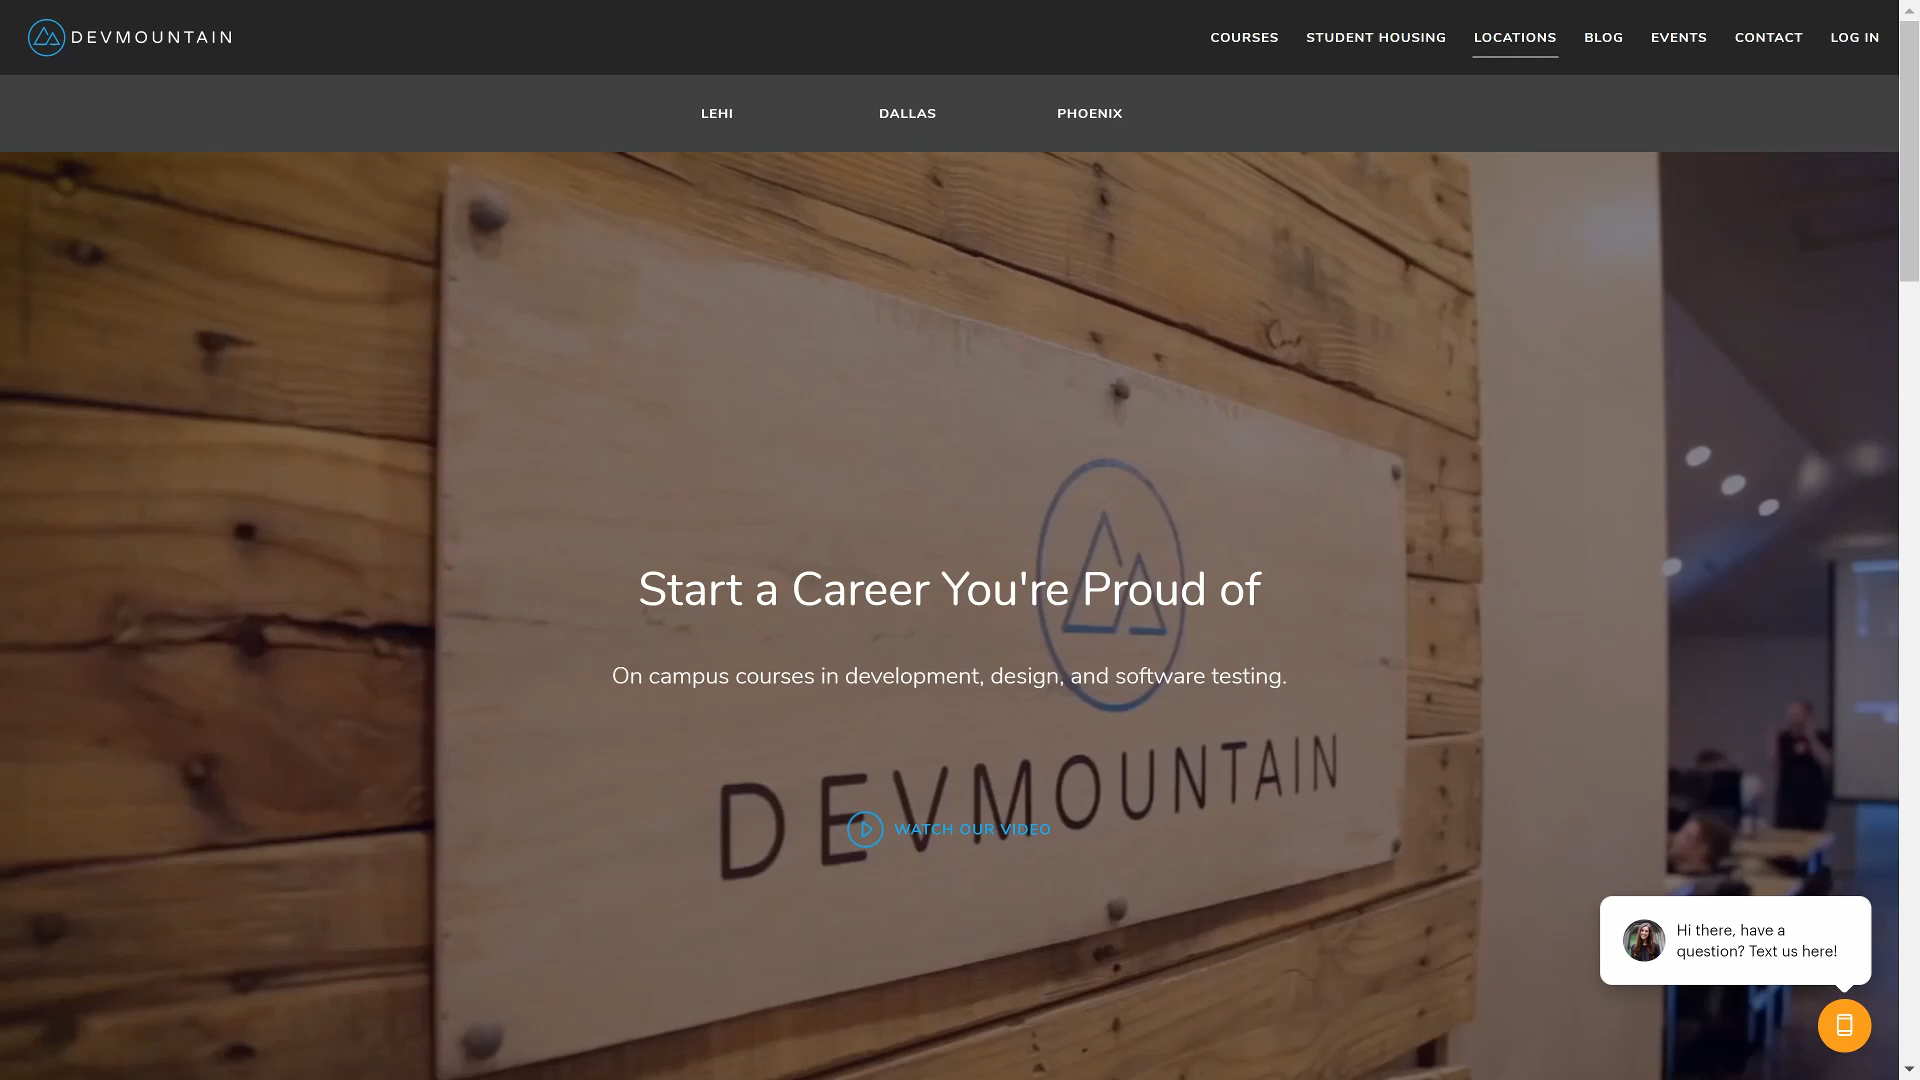 DEVMOUNTAIN
COURSES
STUDENT HOUSING
LOCATIONS
BLOG
EVENTS
CONTACT
LOG IN
LEHI
DALLAS
PHOENIX
Start a Career You're Proud of
On campus courses in development, design, and software testing.
DEVMOUNTAIN
WATCH OUR VIDEO
Hi there, have a
question? Text us here!